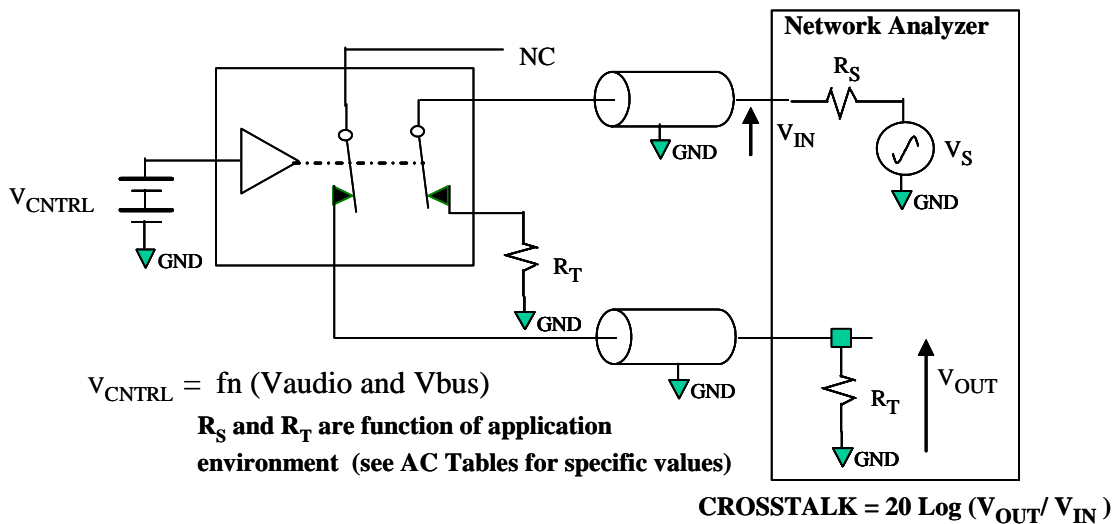 Network Analyzer
NC
R_S
V_IN
GND
V_S
GND
V_CNTRL
GND
R_T
GND
V_CNTRL = fn (Vaudio and Vbus)
GND
R_T
V_OUT
GND
R_S and R_T are function of application
environment (see AC Tables for specific values)
CROSSTALK = 20 Log (V_OUT/ V_IN )